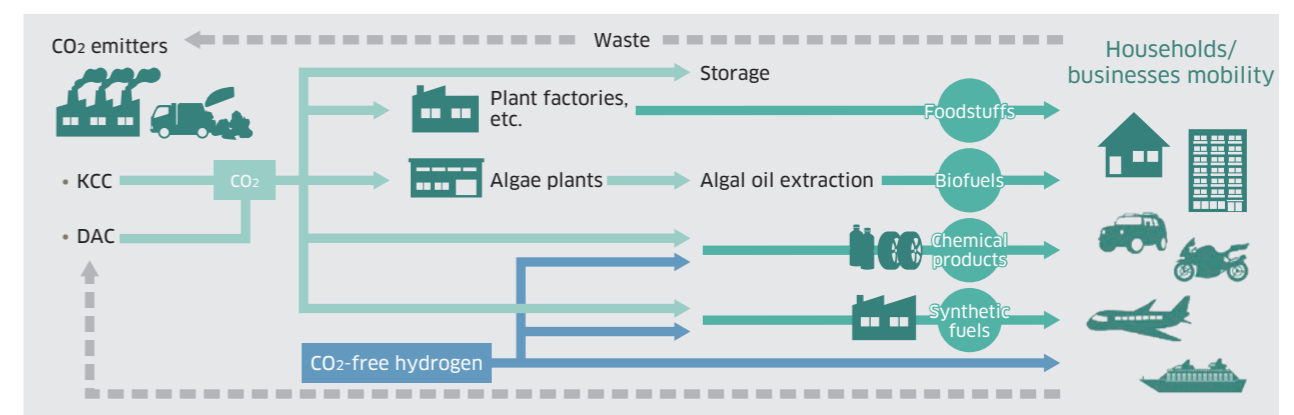 CO2 emitters
Waste
Households/
businesses mobility
Storage
Plant factories,
etc.
Foodstuffs
• KCC
CO2
Algae plants
Algal oil extraction
Biofuels
• DAC
Chemical
products
Synthetic
fuels
CO2-free hydrogen